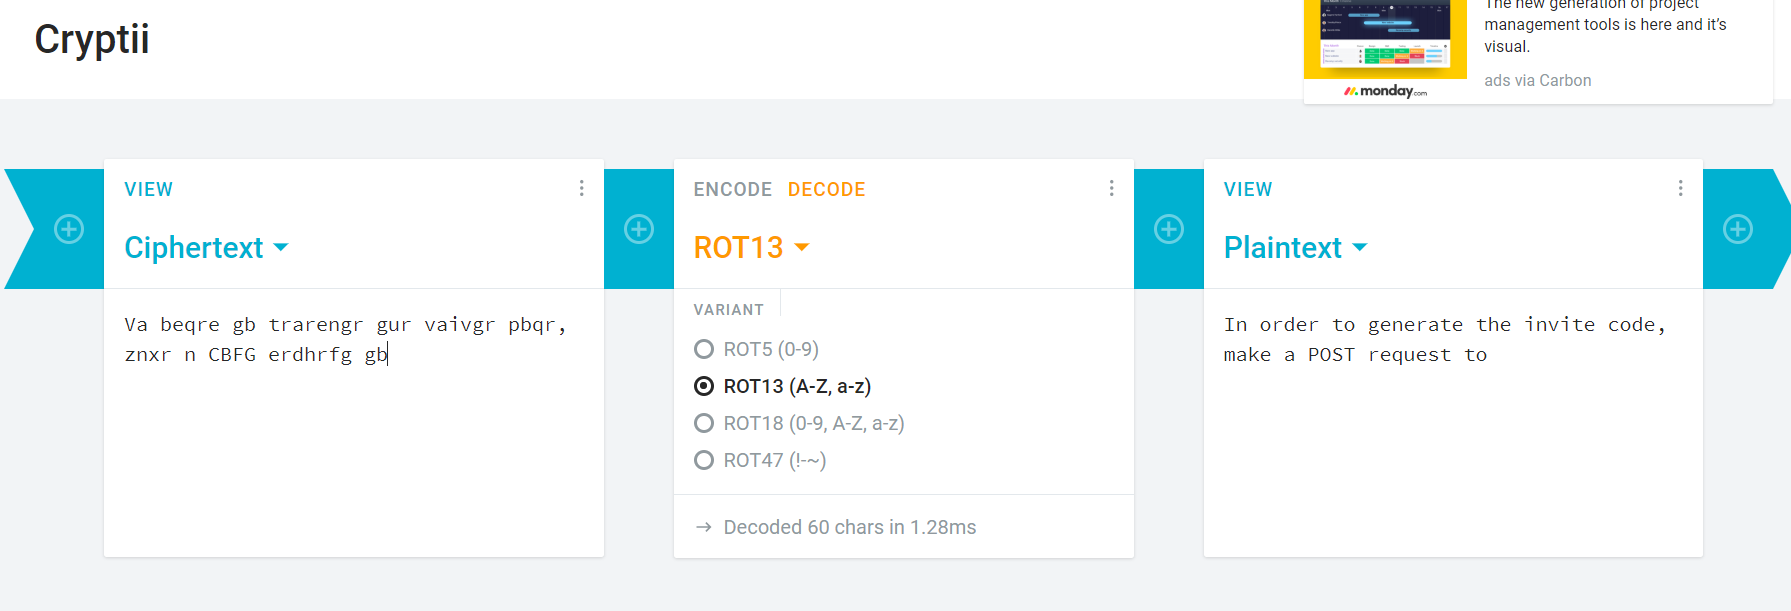 Cryptii
The new generation of project
management tools is here and it's
visual.
ads via Carbon
monday.com
VIEW
Ciphertext
Va beqre gb trarengr gur vaivgr pbqr,
znxr n CBFG erdhrfg gb
ENCODE DECODE
ROT13
VARIANT
ROT5 (0-9)
ROT13 (A-Z, a-z)
ROT18 (0-9, A-Z, a-z)
ROT47 (!-~)
→ Decoded 60 chars in 1.28ms
VIEW
Plaintext
In order to generate the invite code,
make a POST request to